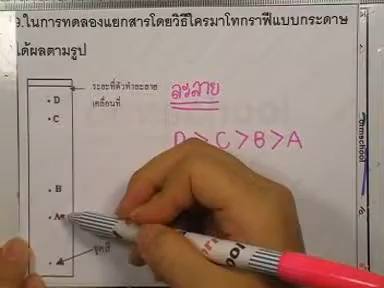 9.ในการทดลองแยกสารโดยวิธีโครมาโทกราฟีแบบกระดาษ
ได้ผลตามรูป
ระยะที่ตัวทำละลาย
เคลื่อนที่
ละลาย
D
C
D > C > B > A
B
A
จุดสี